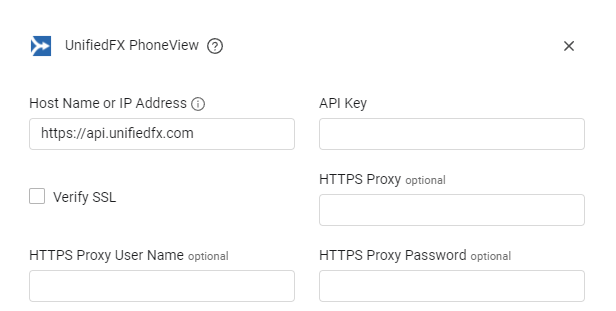 UnifiedFX PhoneView
Host Name or IP Address
API Key
https://api.unifiedfx.com
Verify SSL
HTTPS Proxy optional
HTTPS Proxy User Name optional
HTTPS Proxy Password optional